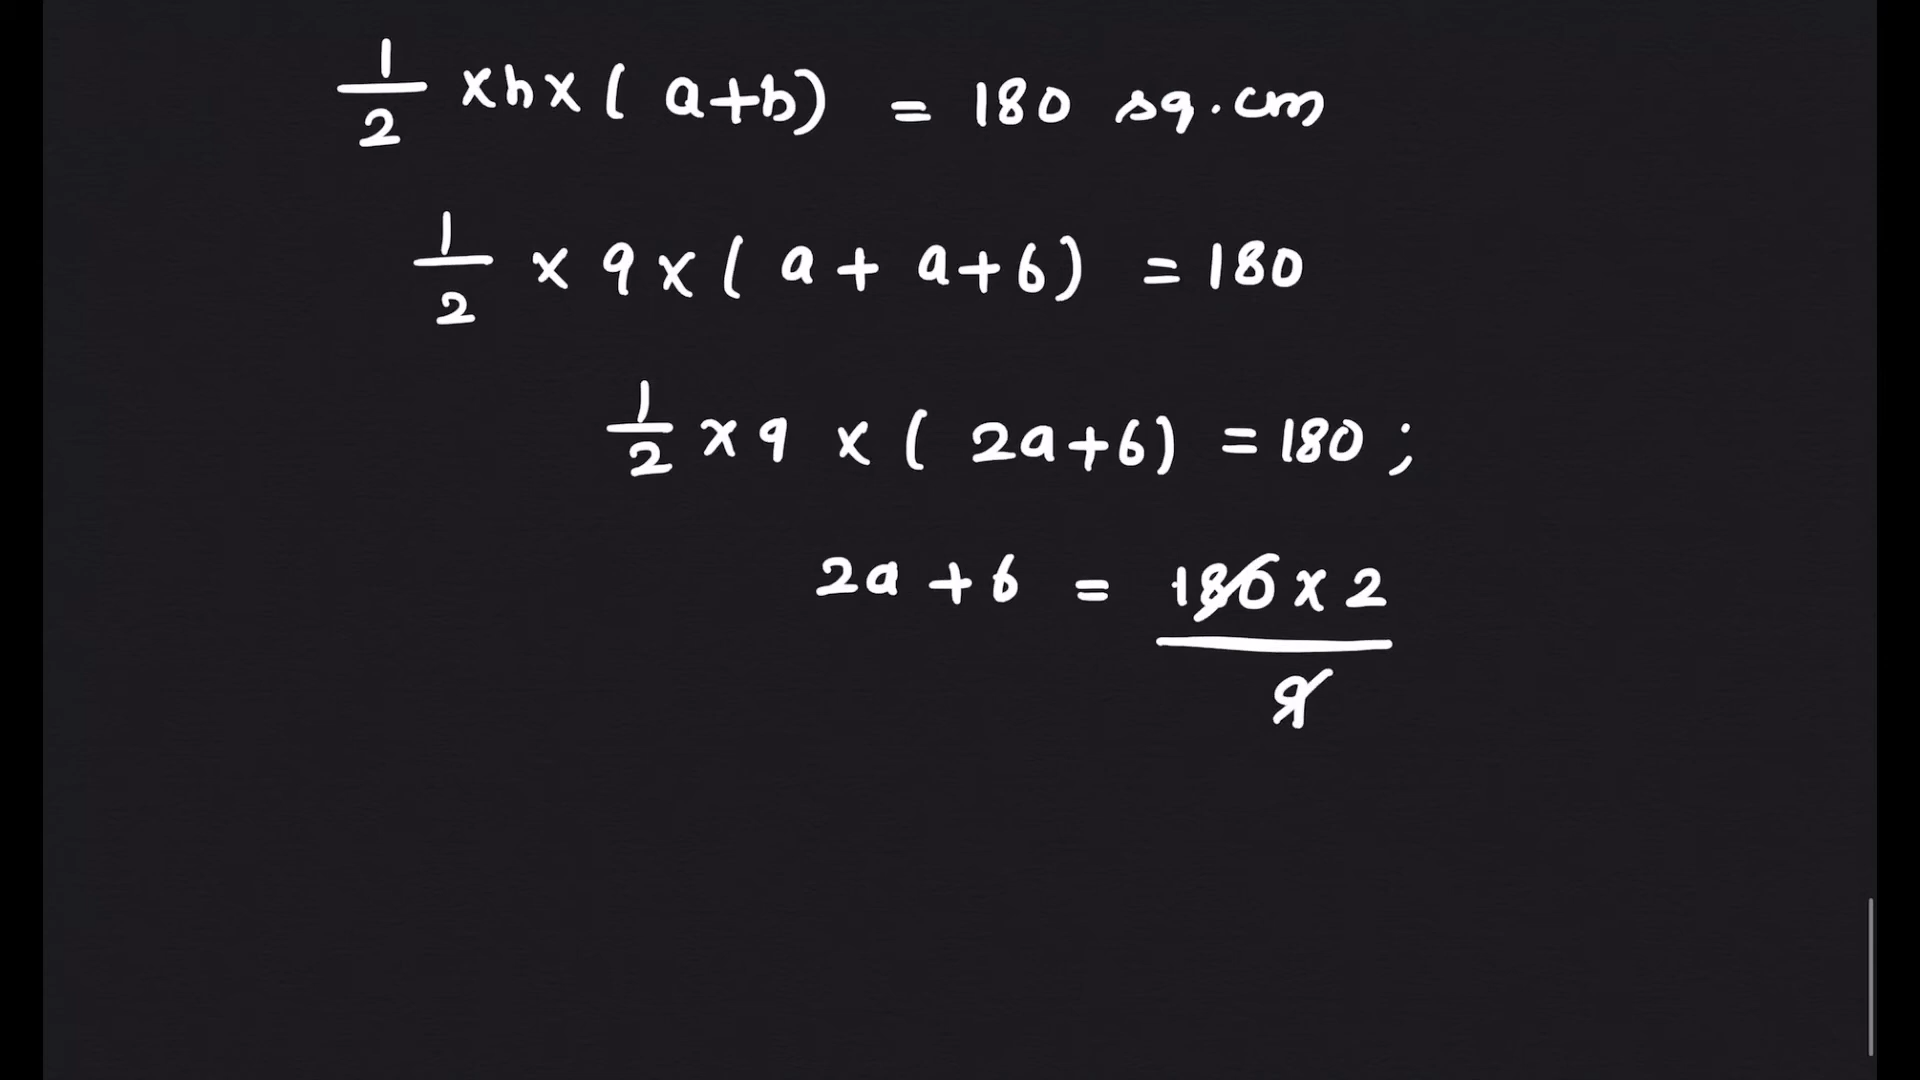 1/2 × h × ( a+b) = 180 sq.cm
1/2 × 9 × ( a + a+6) = 180
1/2 × 9 × ( 2a+6) = 180 ;
2a + 6 = 180 × 2 / 9